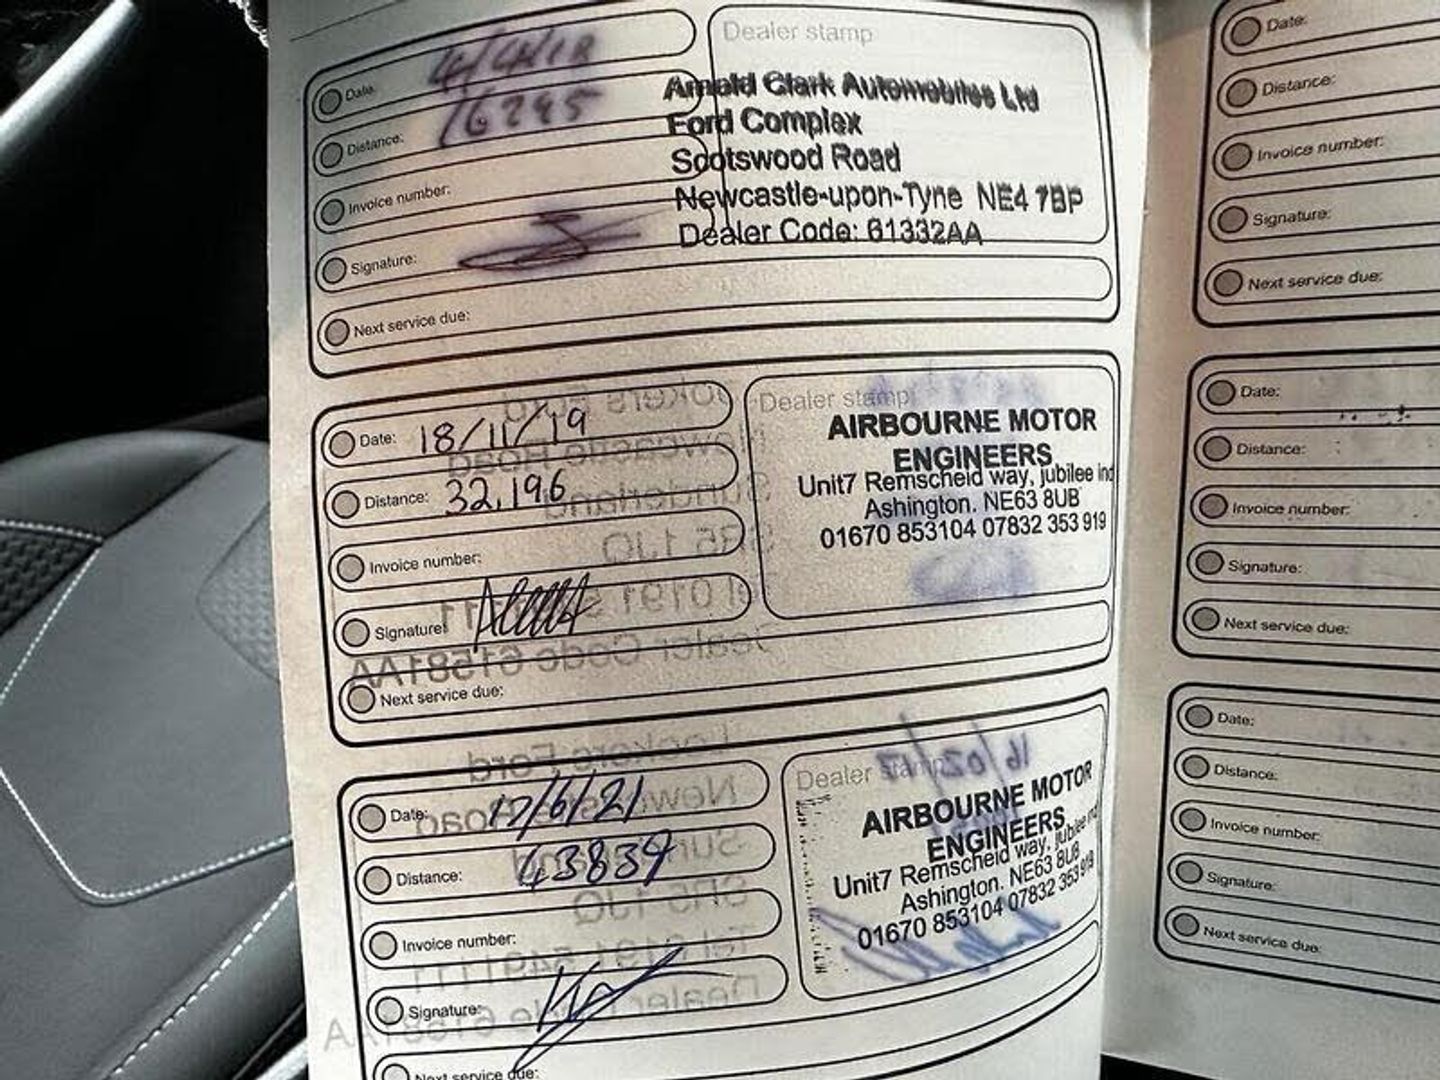 Date: 4/4/18
Distance: 16295
Invoice number:
Signature:
Next service due:
Dealer stamp
Arnold Clark Automobiles Ltd
Ford Complex
Scotswood Road
Newcastle-upon-Tyne NE4 7BP
Dealer Code: 61332AA
Date: 18/11/19
Distance: 32,196
Invoice number:
Signature:
Next service due:
Dealer stamp
AIRBOURNE MOTOR
ENGINEERS
Unit7 Remscheid way, jubilee ind
Ashington. NE63 8UB
01670 853104 07832 353 919
Date: 17/6/21
Distance: 43839
Invoice number:
Signature:
Next service due:
Dealer stamp
AIRBOURNE MOTOR
ENGINEERS
Unit7 Remscheid way, jubilee ind
Ashington. NE63 8UB
01670 853104 07832 353 919
Date:
Distance:
Invoice number:
Signature:
Next service due:
Date:
Distance:
Invoice number:
Signature:
Next service due:
Date:
Distance:
Invoice number:
Signature:
Next service due: